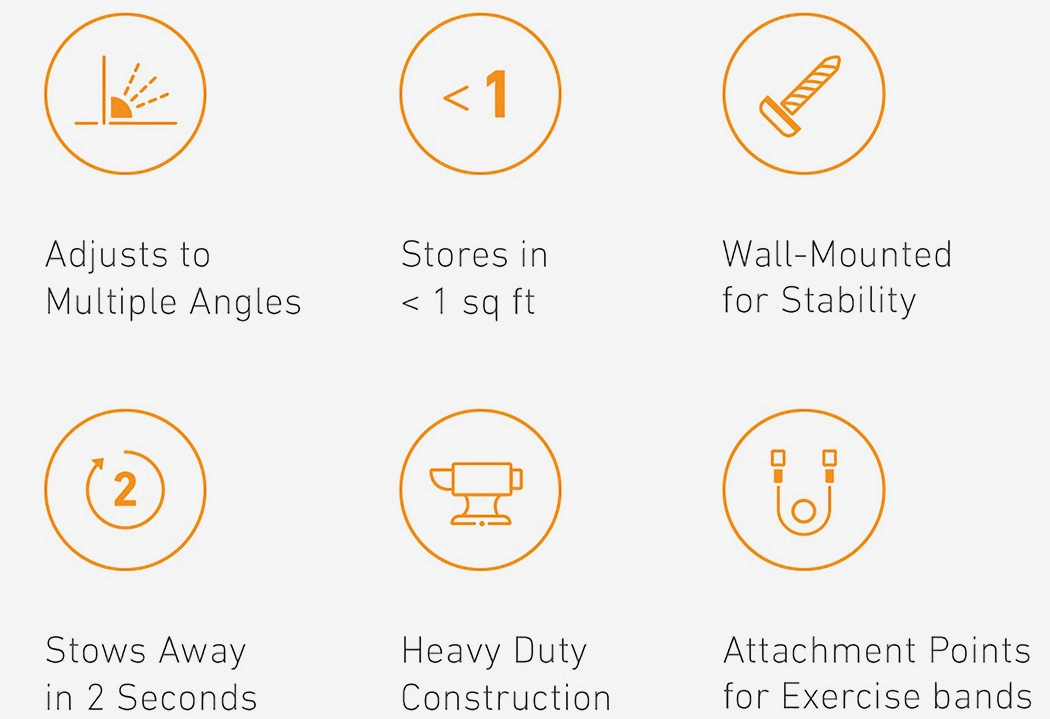 < 1
Adjusts to
Multiple Angles
Stores in
< 1 sq ft
Wall-Mounted
for Stability
2
Stows Away
in 2 Seconds
Heavy Duty
Construction
Attachment Points
for Exercise bands